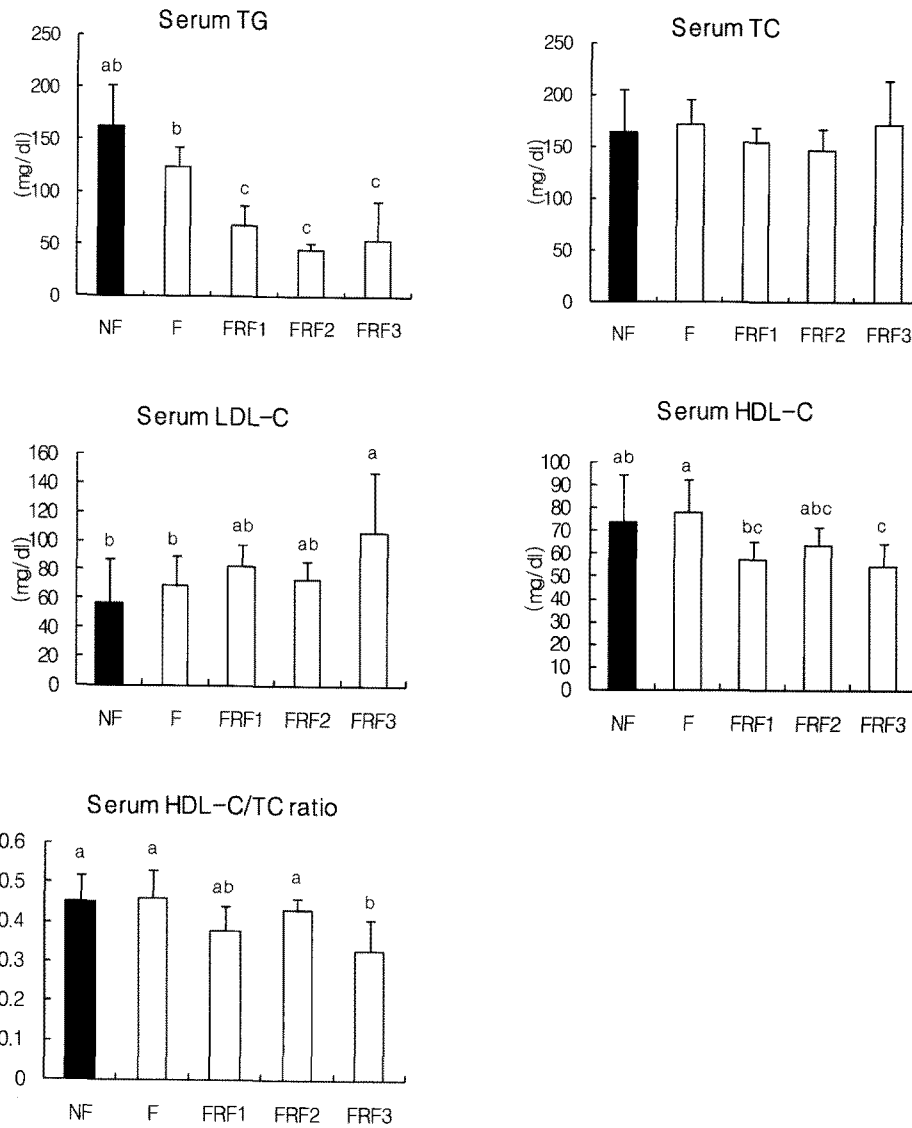 Serum TG
250
200
150
100
50
0
(mg/dl)
ab
b
c
c
c
NF F FRF1 FRF2 FRF3
Serum TC
250
200
150
100
50
0
(mg/dl)
NF F FRF1 FRF2 FRF3
Serum LDL-C
160
140
120
100
80
60
40
20
0
(mg/dl)
b
b
ab
ab
a
NF F FRF1 FRF2 FRF3
Serum HDL-C
100
90
80
70
60
50
40
30
20
10
0
(mg/dl)
ab
a
bc
abc
c
NF F FRF1 FRF2 FRF3
Serum HDL-C/TC ratio
0.6
0.5
0.4
0.3
0.2
0.1
0
a
a
ab
a
b
NF F FRF1 FRF2 FRF3